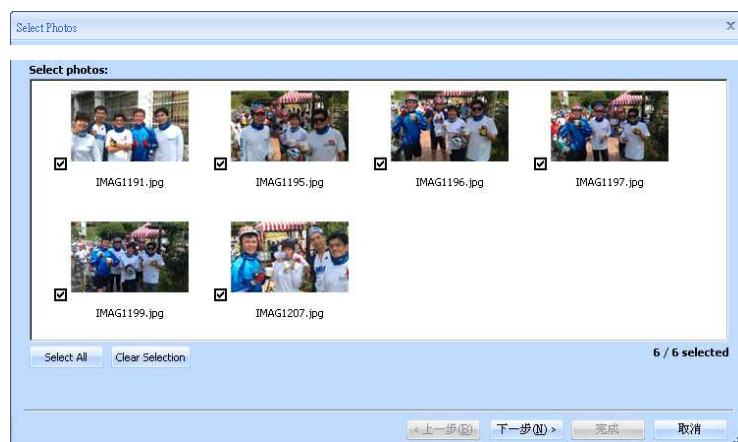 Select Photos
x
Select photos:
IMAG1191.jpg
IMAG1195.jpg
IMAG1196.jpg
IMAG1197.jpg
IMAG1199.jpg
IMAG1207.jpg
Select All
Clear Selection
6 / 6 selected
<上一步(B)
下一步(N) >
完成
取消